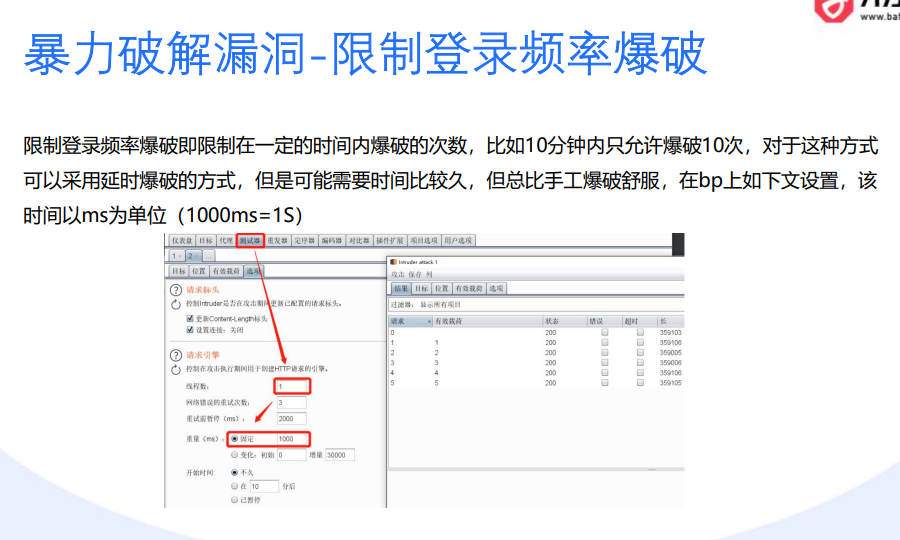 www.baf
暴力破解漏洞-限制登录频率爆破
限制登录频率爆破即限制在一定的时间内爆破的次数，比如10分钟内只允许爆破10次，对于这种方式
可以采用延时爆破的方式，但是可能需要时间比较久，但总比手工爆破舒服，在bp上如下文设置，该
时间以ms为单位（1000ms=1S）
仪表盘 目标 代理 测试器 重发器 定序器 编码器 对比器 插件扩展 项目选项 用户选项
1 2
目标 位置 有效载荷 选项
请求标头
控制Intruder是否在攻击期间更新已配置的请求标头。
更新Content-Length标头
设置连接：关闭
请求引擎
控制在攻击执行期间用于创建HTTP请求的引擎。
线程数： 1
网络错误的重试次数： 3
重试前暂停（ms）： 2000
重量（ms）： 固定 1000
变化：初始 0 增量 30000
开始时间: 不久
在 10 分后
已暂停
Intruder attack 1
攻击 保存 列
结果 目标 位置 有效载荷 选项
过滤器： 显示所有项目
请求 有效载荷 状态 错误 超时 长
0 200 359103
1 1 200 359106
2 2 200 359005
3 3 200 359006
4 4 200 359106
5 5 200 359105